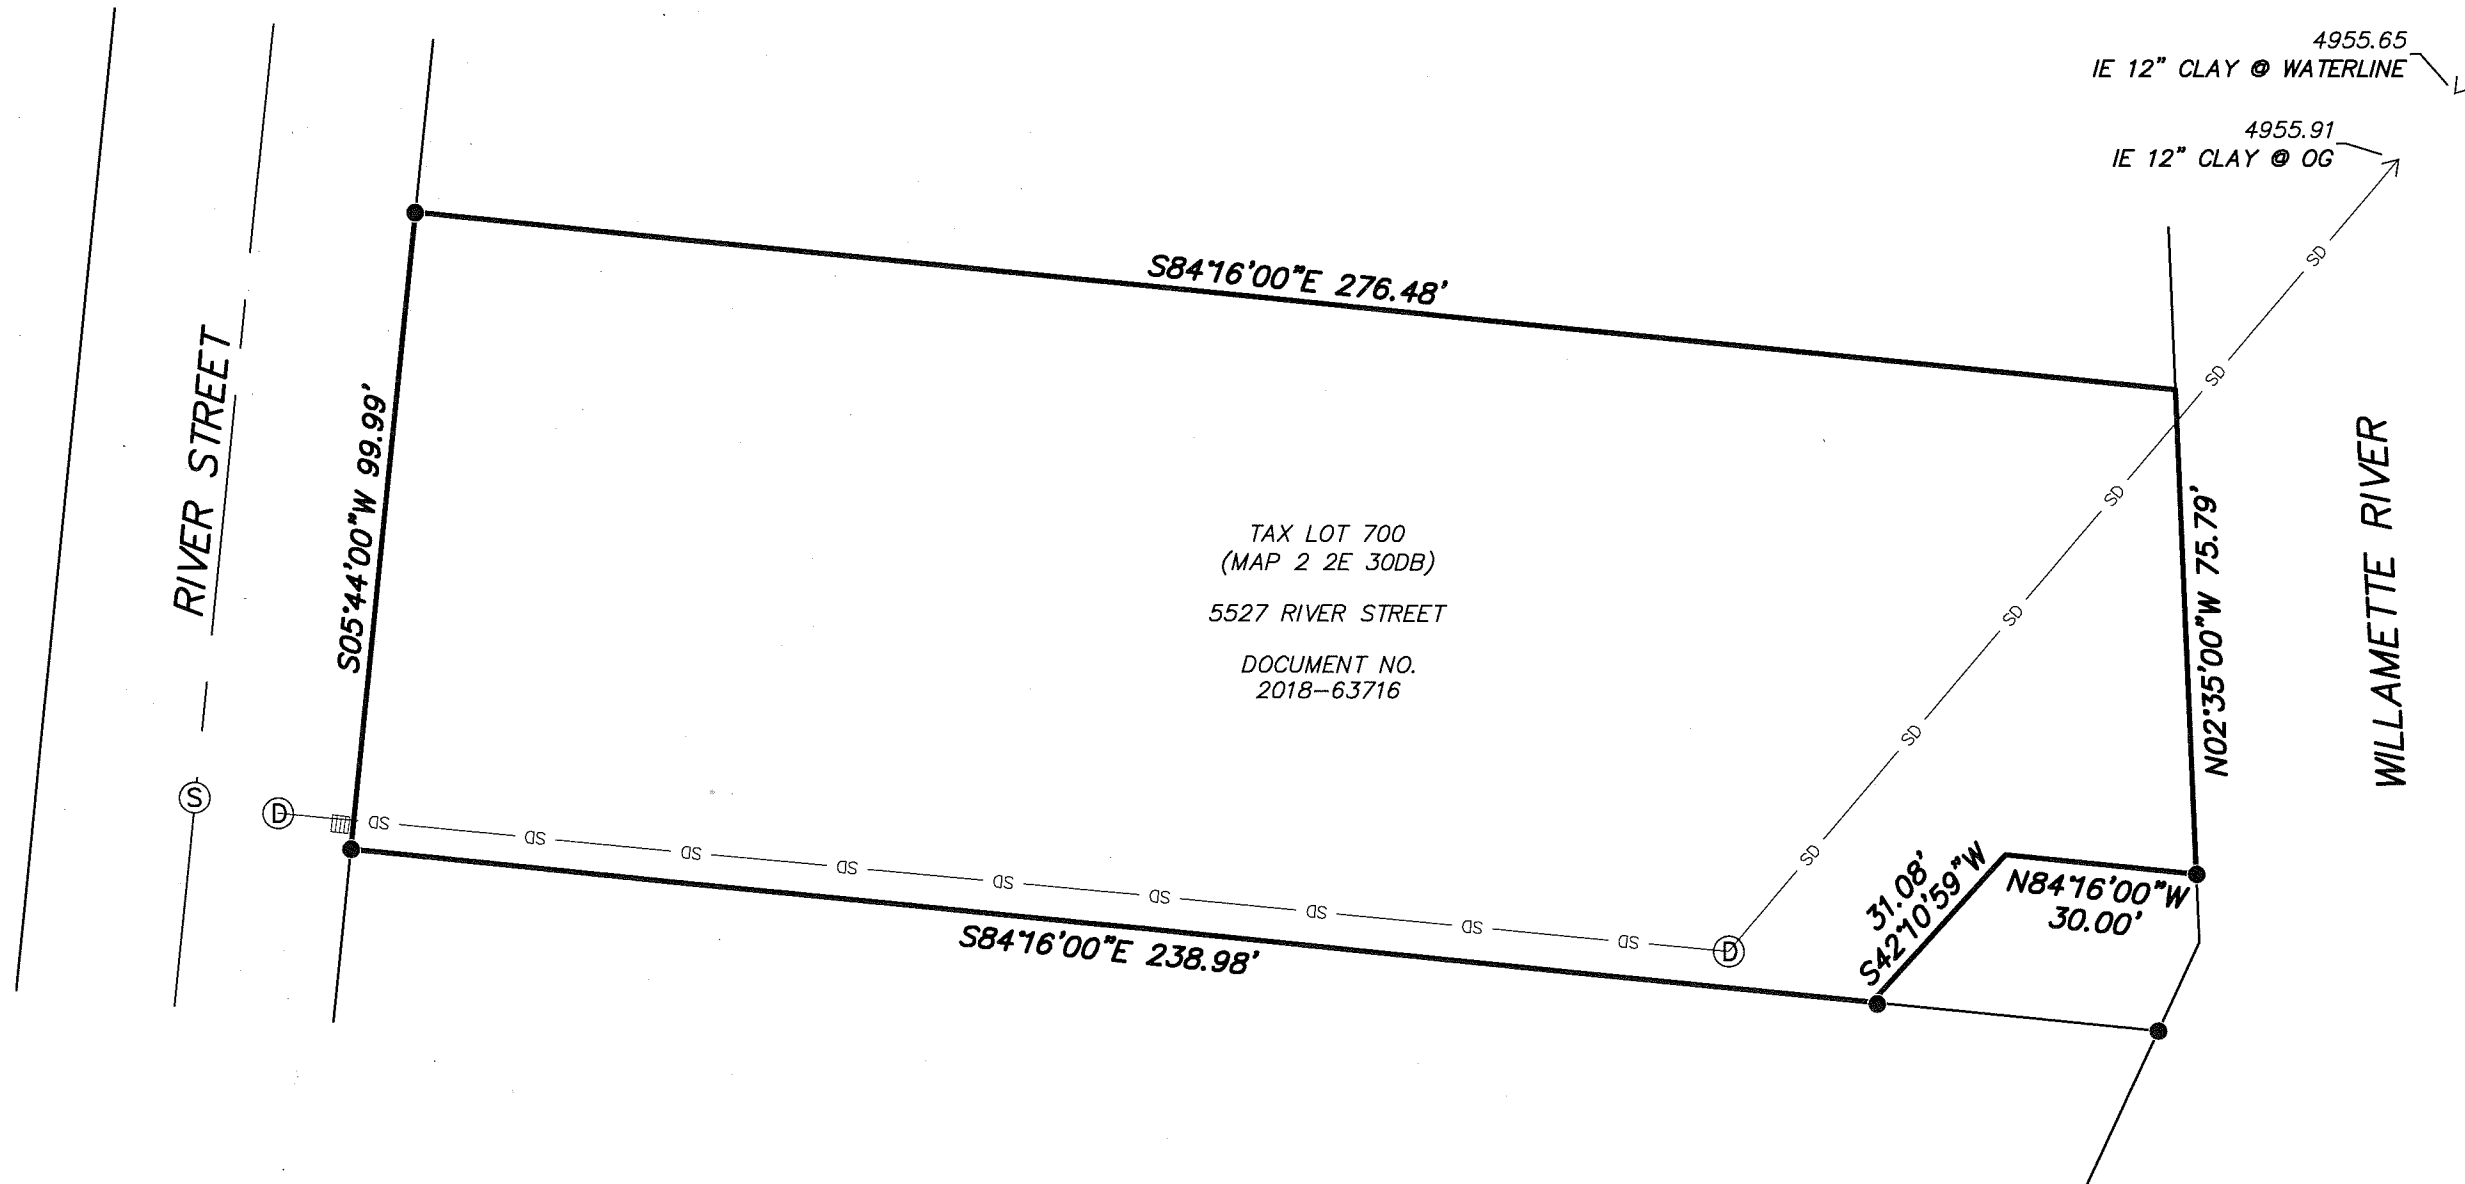 4955.65
IE 12" CLAY @ WATERLINE
4955.91
IE 12" CLAY @ OG
S84°16'00"E 276.48'
RIVER STREET
S05°44'00"W 99.99'
TAX LOT 700
(MAP 2 2E 30DB)
5527 RIVER STREET
DOCUMENT NO.
2018-63716
N02°35'00"W 75.79'
WILLAMETTE RIVER
SD
SD
SD
SD
SD
SD
SD
S
D
SD
SD
SD
SD
SD
SD
SD
SD
SD
D
31.08'
S42°10'59"W
N84°16'00"W
30.00'
S84°16'00"E 238.98'